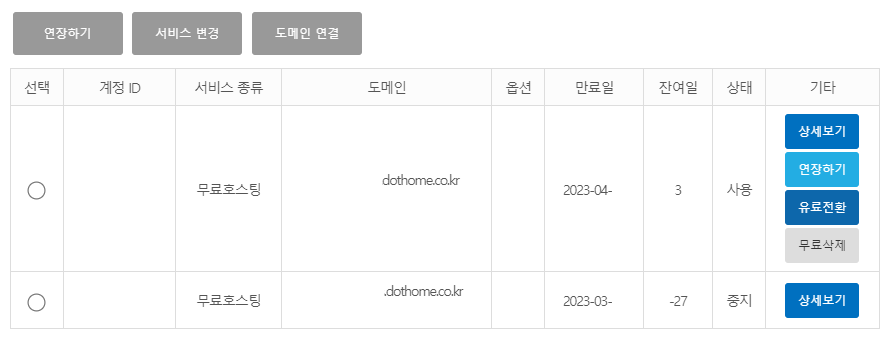 연장하기 서비스 변경 도메인 연결
선택 계정 ID 서비스 종류 도메인 옵션 만료일 잔여일 상태 기타
상세보기
dothome.co.kr
연장하기
무료호스팅 2023-04- 3 사용
유료전환
무료삭제
.dothome.co.kr
무료호스팅 2023-03- -27 중지 상세보기